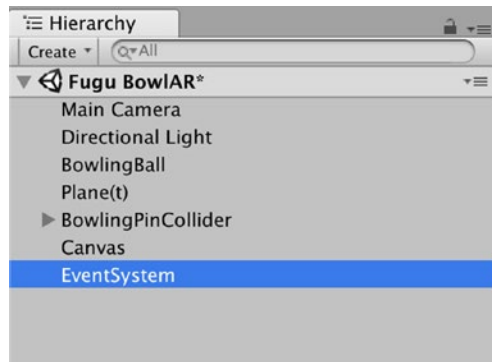 Hierarchy
Create All
Fugu BowlAR*
Main Camera
Directional Light
BowlingBall
Plane(t)
BowlingPinCollider
Canvas
EventSystem